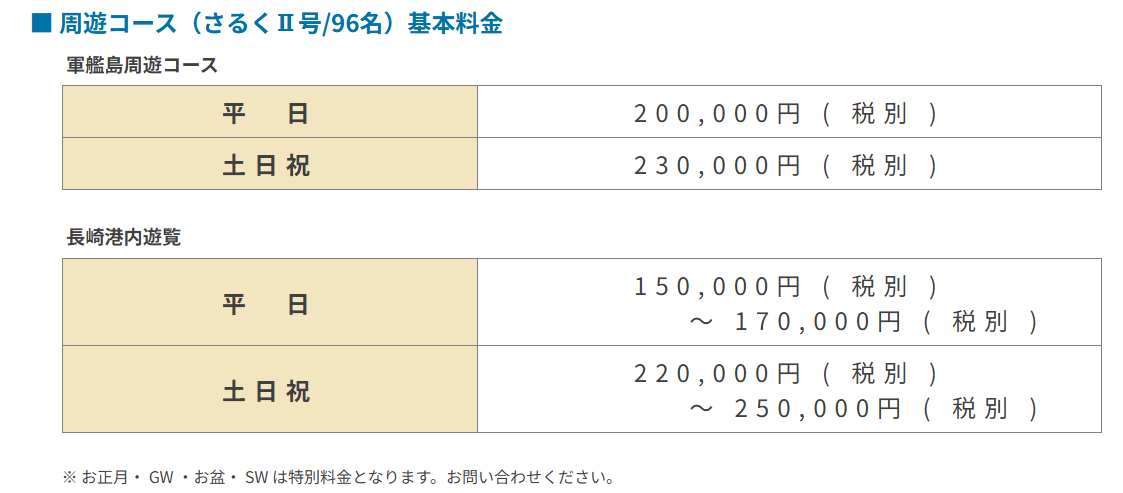 ■ 周遊コース（さるくⅡ号/96名）基本料金
軍艦島周遊コース
平　日
200,000円 ( 税別 )
土日祝
230,000円 ( 税別 )
長崎港内遊覧
平　日
150,000円 ( 税別 )
～ 170,000円 ( 税別 )
土日祝
220,000円 ( 税別 )
～ 250,000円 ( 税別 )
※ お正月・ GW ・お盆・ SW は特別料金となります。お問い合わせください。